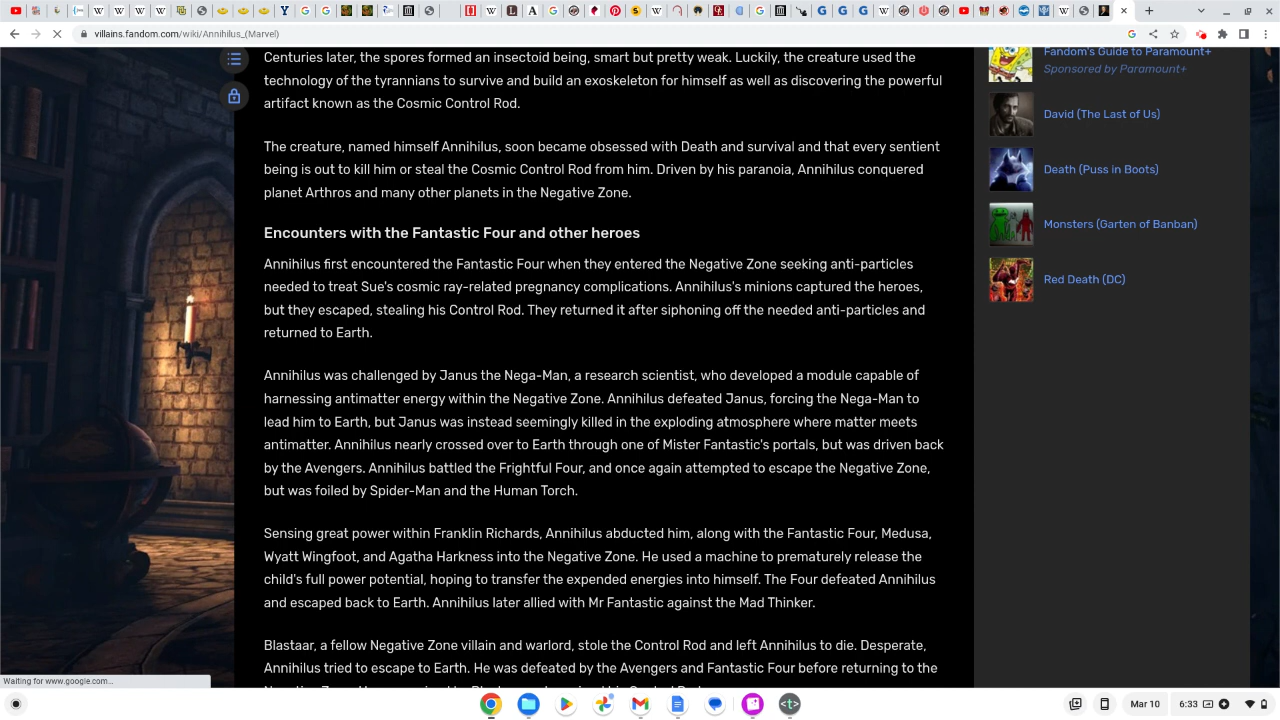 villains.fandom.com/wiki/Annihilus_(Marvel)
Centuries later, the spores formed an insectoid being, smart but pretty weak. Luckily, the creature used the
technology of the tyrannians to survive and build an exoskeleton for himself as well as discovering the powerful
artifact known as the Cosmic Control Rod.
The creature, named himself Annihilus, soon became obsessed with Death and survival and that every sentient
being is out to kill him or steal the Cosmic Control Rod from him. Driven by his paranoia, Annihilus conquered
planet Arthros and many other planets in the Negative Zone.
Encounters with the Fantastic Four and other heroes
Annihilus first encountered the Fantastic Four when they entered the Negative Zone seeking anti-particles
needed to treat Sue's cosmic ray-related pregnancy complications. Annihilus's minions captured the heroes,
but they escaped, stealing his Control Rod. They returned it after siphoning off the needed anti-particles and
returned to Earth.
Annihilus was challenged by Janus the Nega-Man, a research scientist, who developed a module capable of
harnessing antimatter energy within the Negative Zone. Annihilus defeated Janus, forcing the Nega-Man to
lead him to Earth, but Janus was instead seemingly killed in the exploding atmosphere where matter meets
antimatter. Annihilus nearly crossed over to Earth through one of Mister Fantastic's portals, but was driven back
by the Avengers. Annihilus battled the Frightful Four, and once again attempted to escape the Negative Zone,
but was foiled by Spider-Man and the Human Torch.
Sensing great power within Franklin Richards, Annihilus abducted him, along with the Fantastic Four, Medusa,
Wyatt Wingfoot, and Agatha Harkness into the Negative Zone. He used a machine to prematurely release the
child's full power potential, hoping to transfer the expended energies into himself. The Four defeated Annihilus
and escaped back to Earth. Annihilus later allied with Mr Fantastic against the Mad Thinker.
Blastaar, a fellow Negative Zone villain and warlord, stole the Control Rod and left Annihilus to die. Desperate,
Annihilus tried to escape to Earth. He was defeated by the Avengers and Fantastic Four before returning to the
Fandom's Guide to Paramount+
Sponsored by Paramount+
David (The Last of Us)
Death (Puss in Boots)
Monsters (Garten of Banban)
Red Death (DC)
Waiting for www.google.com...
Mar 10
6:33